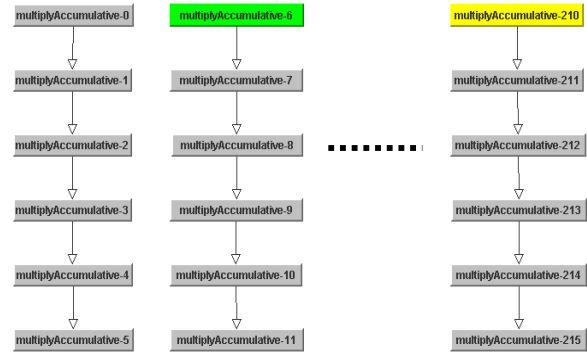 multiplyAccumulative-0
multiplyAccumulative-1
multiplyAccumulative-2
multiplyAccumulative-3
multiplyAccumulative-4
multiplyAccumulative-5
multiplyAccumulative-6
multiplyAccumulative-7
multiplyAccumulative-8
multiplyAccumulative-9
multiplyAccumulative-10
multiplyAccumulative-11
multiplyAccumulative-210
multiplyAccumulative-211
multiplyAccumulative-212
multiplyAccumulative-213
multiplyAccumulative-214
multiplyAccumulative-215